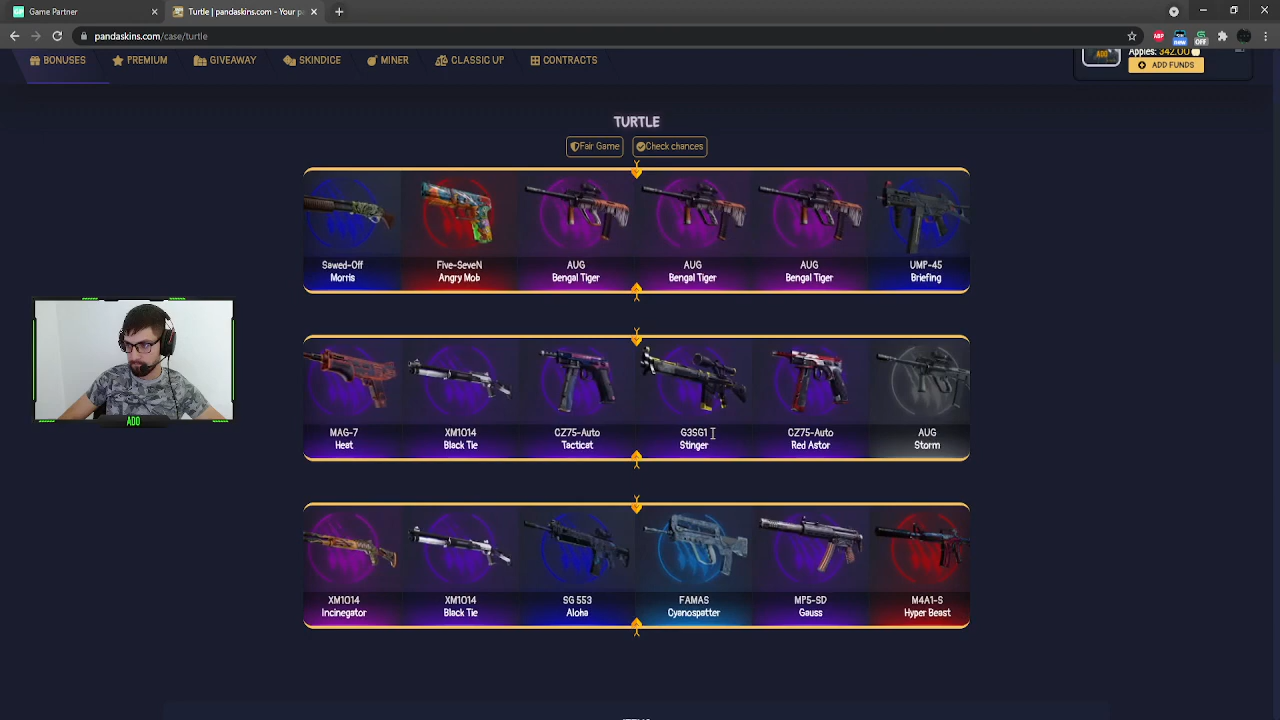 Game Partner
Turtle | pandaskins.com - Your p
pandaskins.com/case/turtle
BONUSES
PREMIUM
GIVEAWAY
SKINDICE
MINER
CLASSIC UP
CONTRACTS
Apples: 342.00
ADD FUNDS
TURTLE
Fair Game
Check chances
Sawed-Off
Morris
Five-SeveN
Angry Mob
AUG
Bengal Tiger
AUG
Bengal Tiger
AUG
Bengal Tiger
UMP-45
Briefing
MAG-7
Heat
XM1014
Black Tie
CZ75-Auto
Tacticat
G3SG1
Stinger
CZ75-Auto
Red Astor
AUG
Storm
XM1014
Incinegator
XM1014
Black Tie
SG 553
Aloha
FAMAS
Cyanospatter
MP5-SD
Gauss
M4A1-S
Hyper Beast
ADO